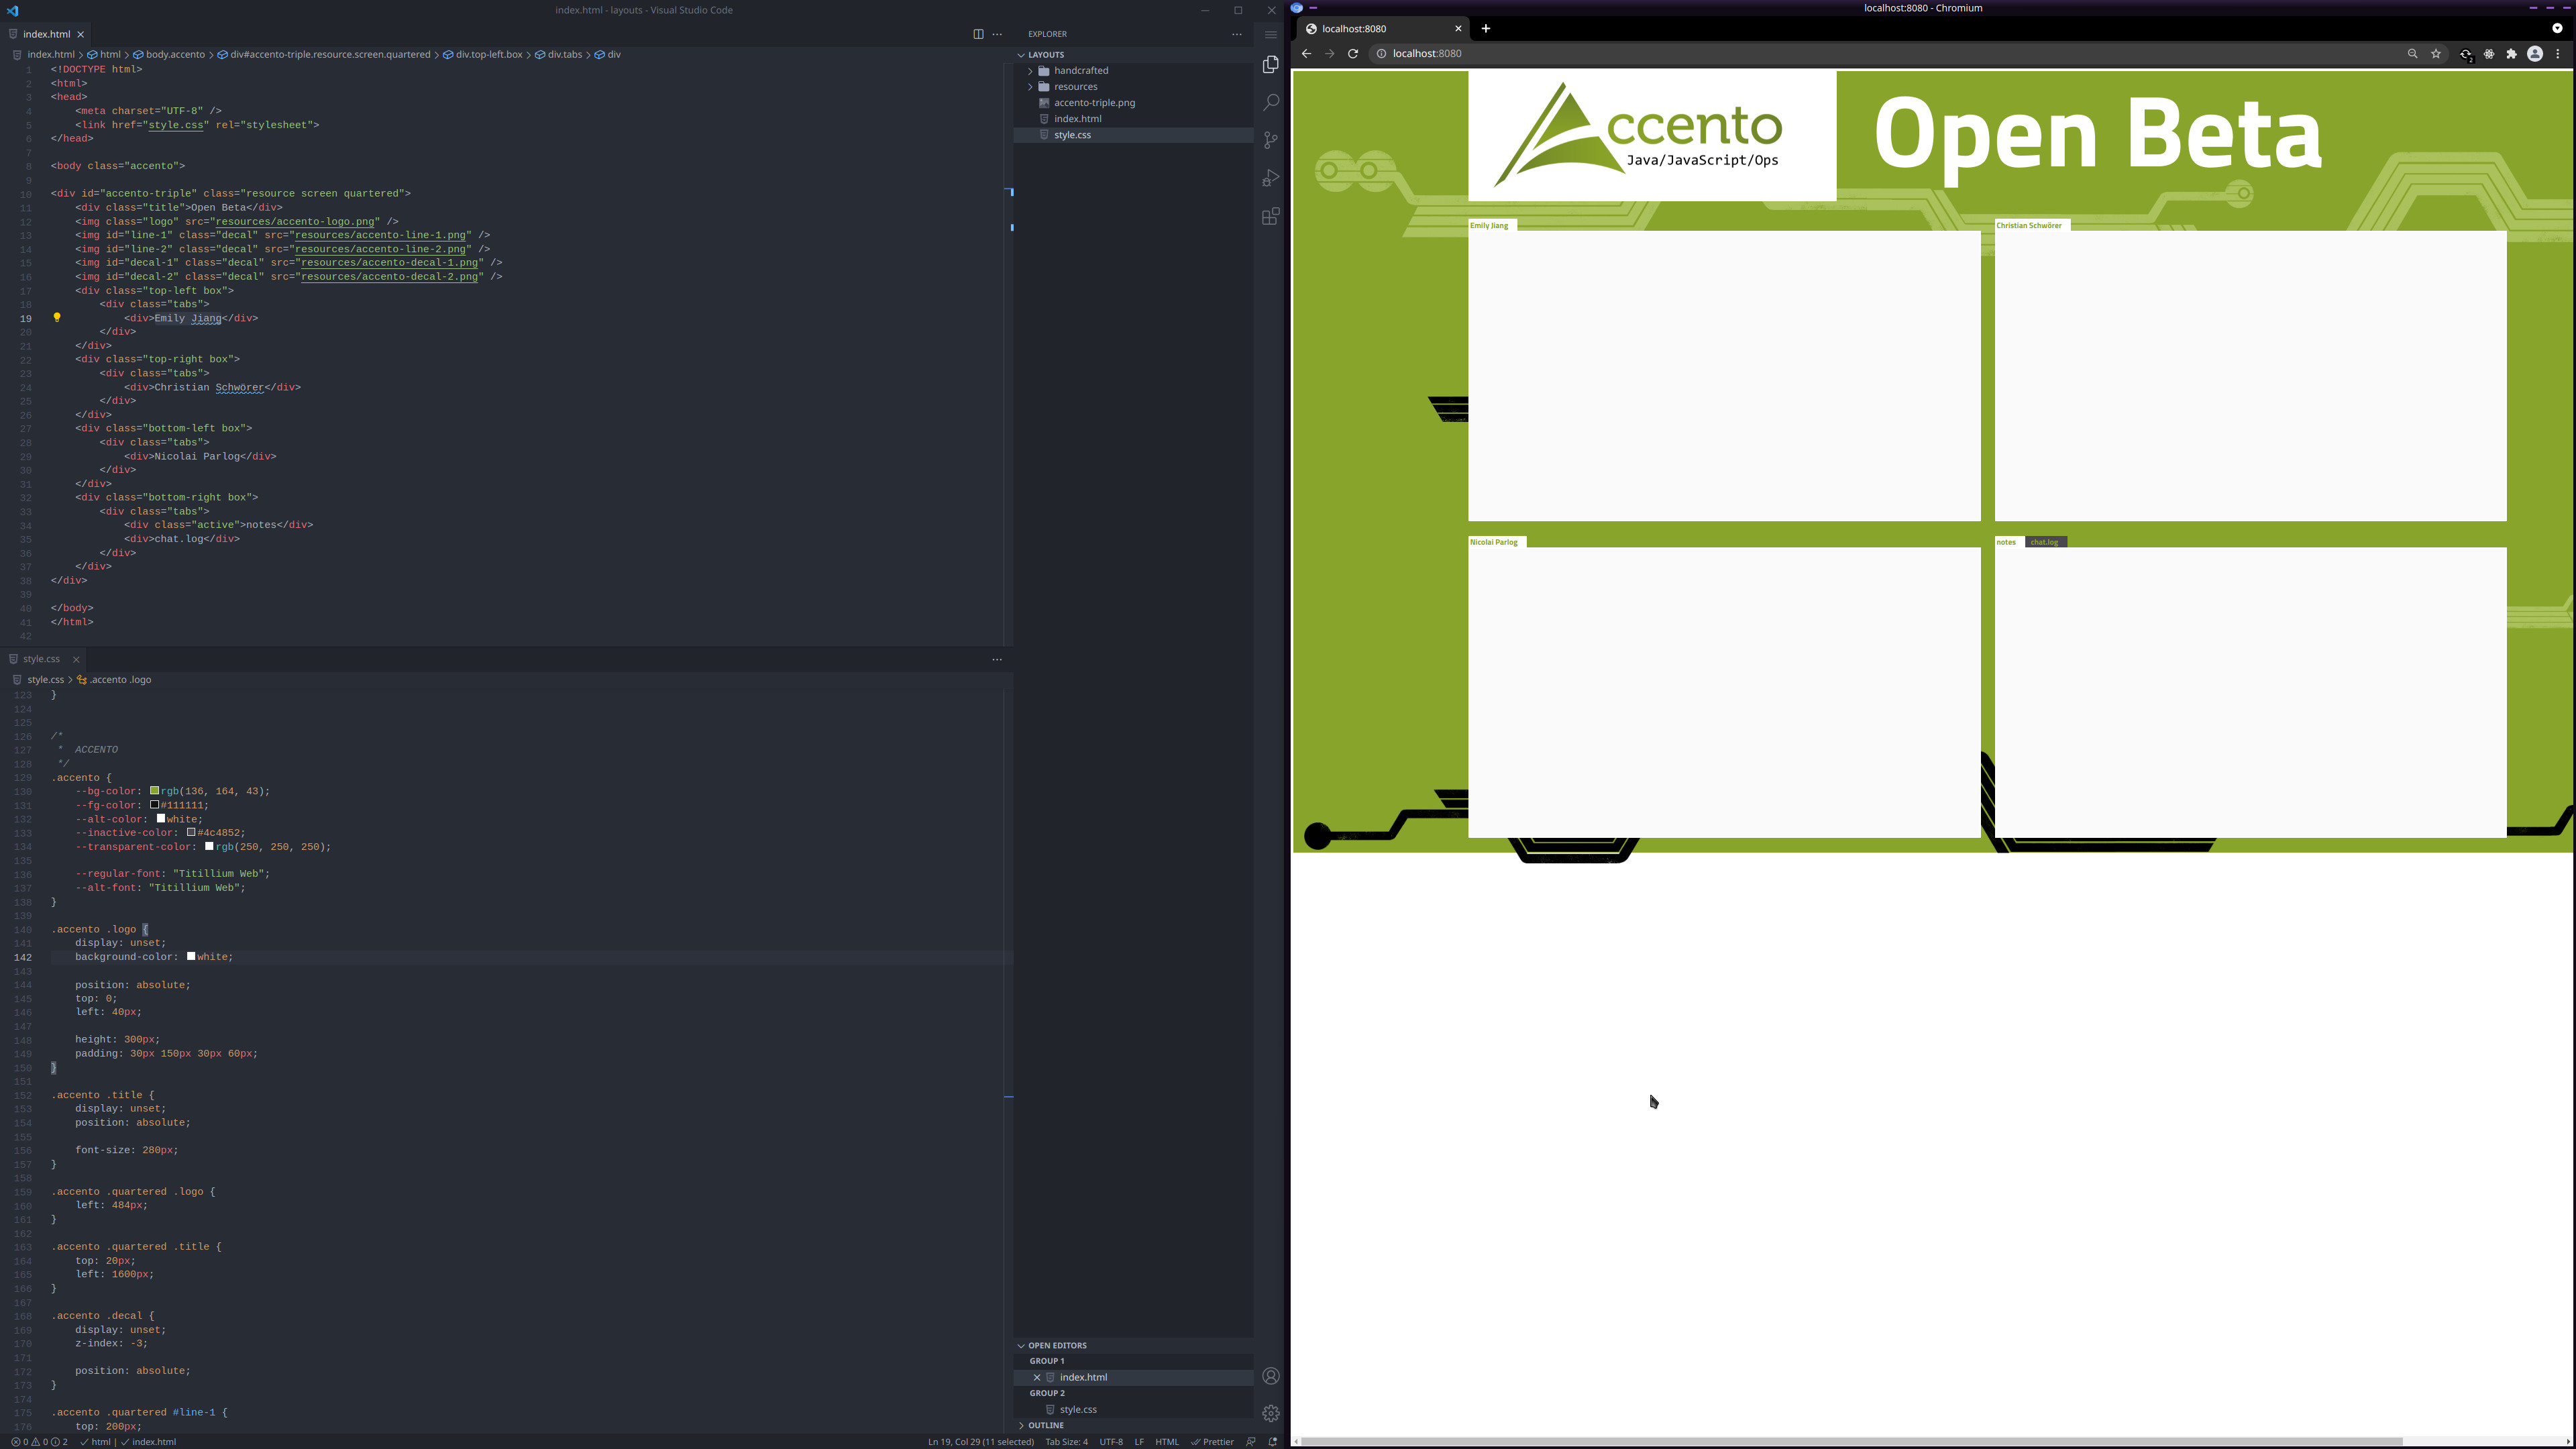 index.html - layouts - Visual Studio Code
index.html
index.html > html > body.accento > div#accento-triple.resource.screen.quartered > div.top-left.box > div.tabs > div
1 <!DOCTYPE html>
2 <html>
3 <head>
4 <meta charset="UTF-8" />
5 <link href="style.css" rel="stylesheet">
6 </head>
7
8 <body class="accento">
9
10 <div id="accento-triple" class="resource screen quartered">
11 <div class="title">Open Beta</div>
12 <img class="logo" src="resources/accento-logo.png" />
13 <img id="line-1" class="decal" src="resources/accento-line-1.png" />
14 <img id="line-2" class="decal" src="resources/accento-line-2.png" />
15 <img id="decal-1" class="decal" src="resources/accento-decal-1.png" />
16 <img id="decal-2" class="decal" src="resources/accento-decal-2.png" />
17 <div class="top-left box">
18 <div class="tabs">
19 <div>Emily Jiang</div>
20 </div>
21 </div>
22 <div class="top-right box">
23 <div class="tabs">
24 <div>Christian Schwörer</div>
25 </div>
26 </div>
27 <div class="bottom-left box">
28 <div class="tabs">
29 <div>Nicolai Parlog</div>
30 </div>
31 </div>
32 <div class="bottom-right box">
33 <div class="tabs">
34 <div class="active">notes</div>
35 <div>chat.log</div>
36 </div>
37 </div>
38 </div>
39
40 </body>
41 </html>
42
style.css
style.css > .accento .logo
123 }
124
125
126 /*
127 * ACCENTO
128 */
129 .accento {
130 --bg-color: rgb(136, 164, 43);
131 --fg-color: #111111;
132 --alt-color: white;
133 --inactive-color: #4c4852;
134 --transparent-color: rgb(250, 250, 250);
135
136 --regular-font: "Titillium Web";
137 --alt-font: "Titillium Web";
138 }
139
140 .accento .logo {
141 display: unset;
142 background-color: white;
143
144 position: absolute;
145 top: 0;
146 left: 40px;
147
148 height: 300px;
149 padding: 30px 150px 30px 60px;
150 }
151
152 .accento .title {
153 display: unset;
154 position: absolute;
155
156 font-size: 280px;
157 }
158
159 .accento .quartered .logo {
160 left: 484px;
161 }
162
163 .accento .quartered .title {
164 top: 20px;
165 left: 1600px;
166 }
167
168 .accento .decal {
169 display: unset;
170 z-index: -3;
171
172 position: absolute;
173 }
174
175 .accento .quartered #line-1 {
176 top: 200px;
0 0 2 html | index.html
Ln 19, Col 29 (11 selected) Tab Size: 4 UTF-8 LF HTML Prettier
EXPLORER
LAYOUTS
handcrafted
resources
accento-triple.png
index.html
style.css
OPEN EDITORS
GROUP 1
index.html
GROUP 2
style.css
OUTLINE
localhost:8080 - Chromium
localhost:8080
localhost:8080
2
ccento
Java/JavaScript/Ops
Open Beta
Emily Jiang
Christian Schwörer
Nicolai Parlog
notes chat.log